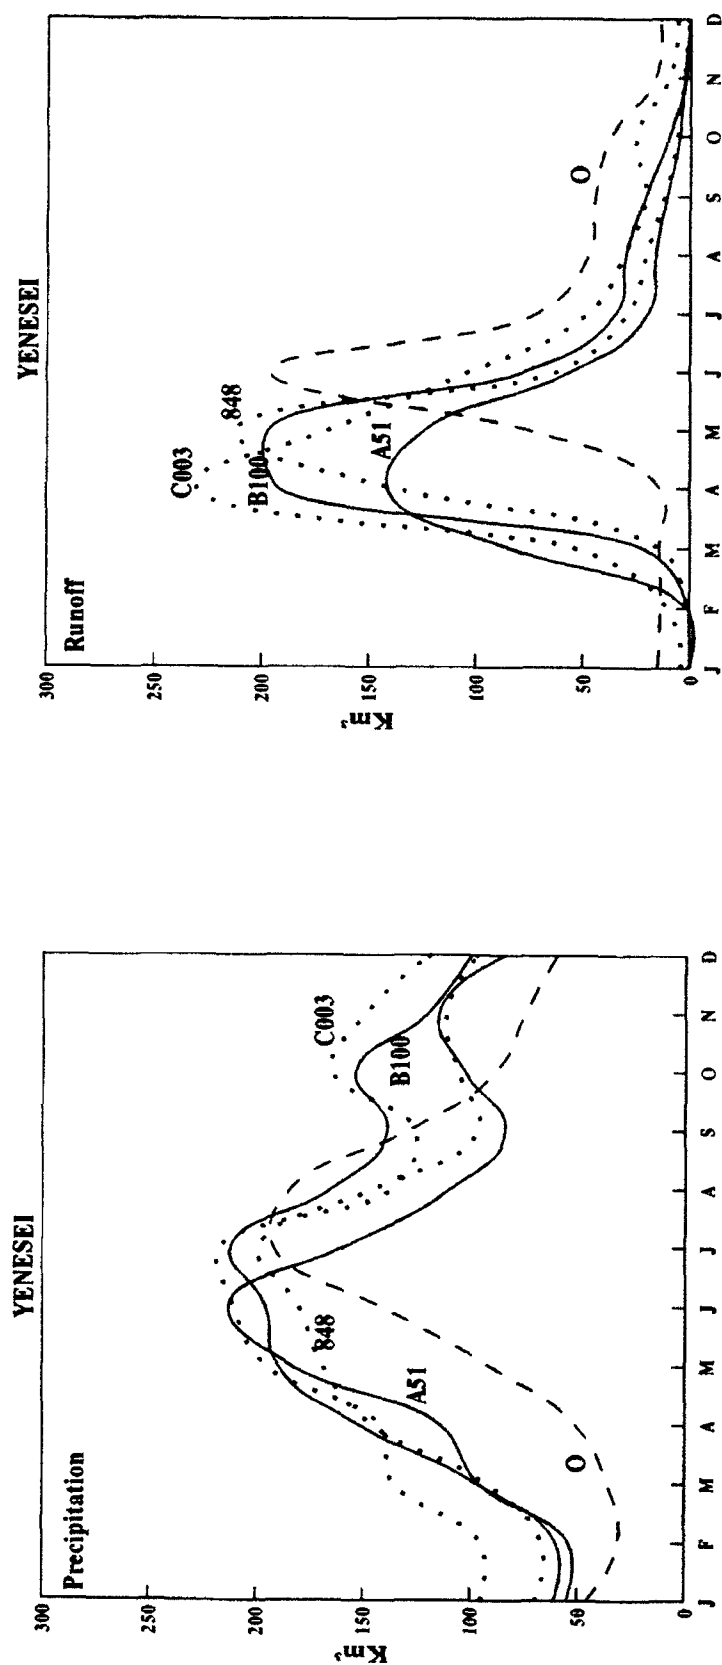 YENESEI
Precipitation
300
250
200
150
100
50
0
Km³
J F M A M J J A S O N D
O
A51
848
B100
C003
YENESEI
Runoff
300
250
200
150
100
50
0
Km³
J F M A M J J A S O N D
C003
848
B100
A51
O